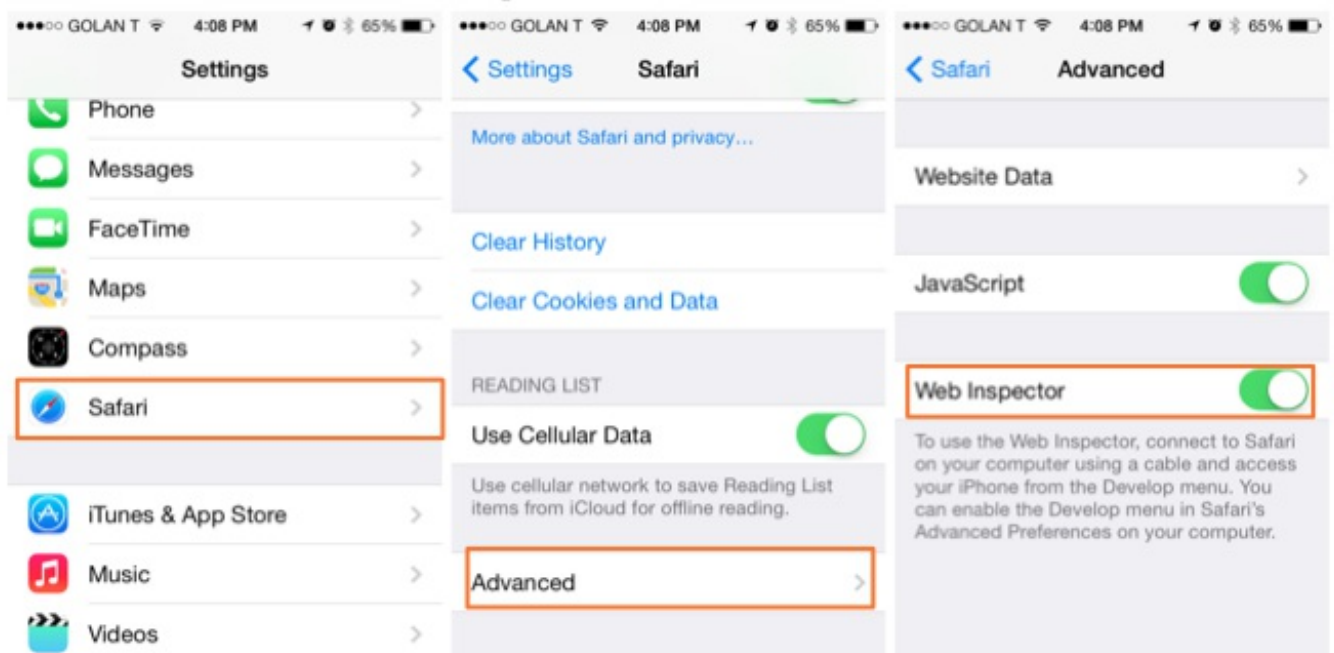 GOLAN T 4:08 PM 65%
Settings
Phone
Messages
FaceTime
Maps
Compass
Safari
iTunes & App Store
Music
Videos
GOLAN T 4:08 PM 65%
Settings Safari
More about Safari and privacy...
Clear History
Clear Cookies and Data
READING LIST
Use Cellular Data
Use cellular network to save Reading List
items from iCloud for offline reading.
Advanced
GOLAN T 4:08 PM 65%
Safari Advanced
Website Data
JavaScript
Web Inspector
To use the Web Inspector, connect to Safari
on your computer using a cable and access
your iPhone from the Develop menu. You
can enable the Develop menu in Safari's
Advanced Preferences on your computer.